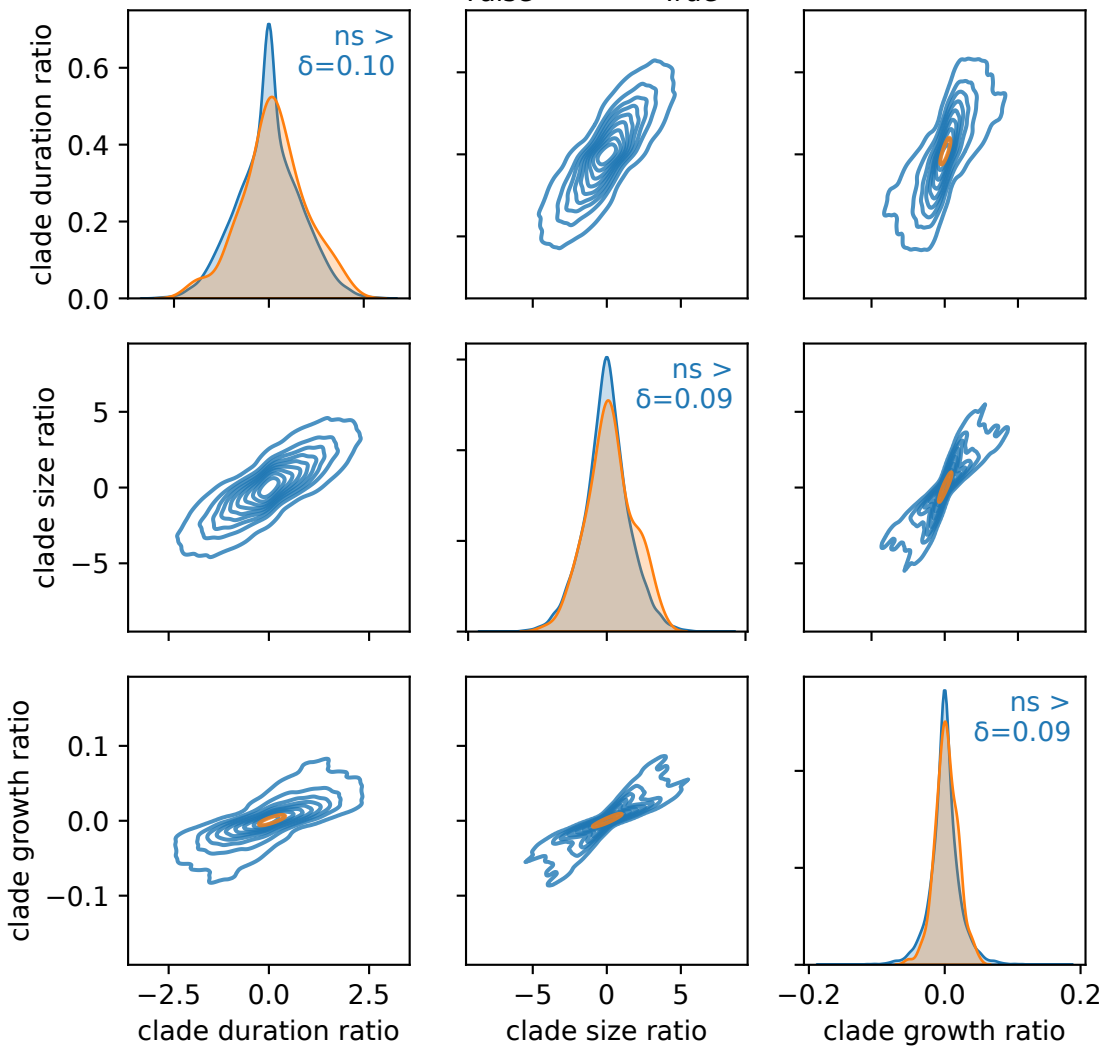 clade duration ratio
0.6
0.4
0.2
0.0
ns >
δ=0.10
clade size ratio
5
0
−5
ns >
δ=0.09
clade growth ratio
0.1
0.0
−0.1
ns >
δ=0.09
−2.5 0.0 2.5
−5 0 5
−0.2 0.0 0.2
clade duration ratio
clade size ratio
clade growth ratio